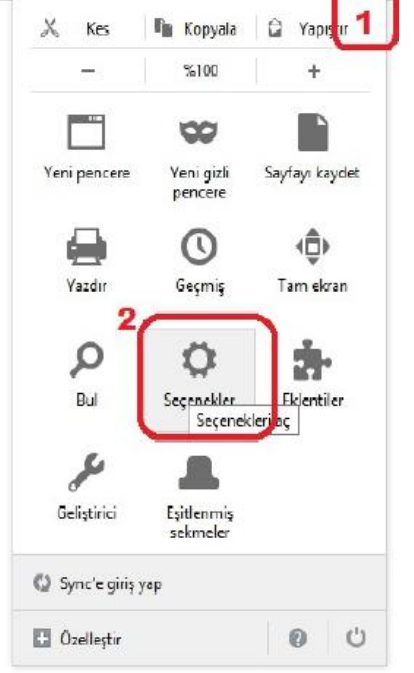 Kes Kopyala Yapıştır 1
− %100 +
Yeni pencere Yeni gizli pencere Sayfayı kaydet
Yazdır Geçmiş Tam ekran
2
Bul Seçenekler Eklentiler
Seçenekleri aç
Geliştirici Eşitlenmiş sekmeler
Sync'e giriş yap
Özelleştir